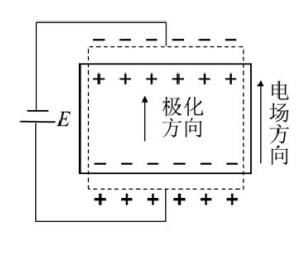 − − − − − −
+ + + + + +
E
极化
方向
电场方向
− − − − − −
+ + + + + +